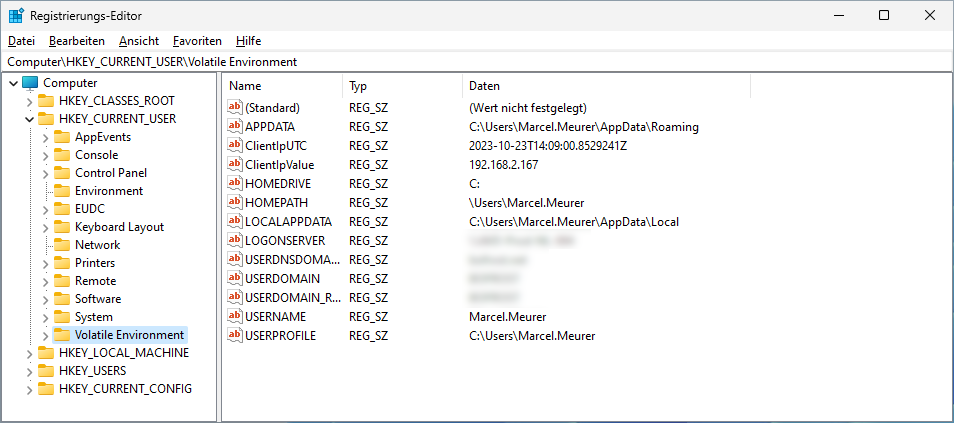 Registrierungs-Editor
Datei Bearbeiten Ansicht Favoriten Hilfe
Computer\HKEY_CURRENT_USER\Volatile Environment
Computer
HKEY_CLASSES_ROOT
HKEY_CURRENT_USER
AppEvents
Console
Control Panel
Environment
EUDC
Keyboard Layout
Network
Printers
Remote
Software
System
Volatile Environment
HKEY_LOCAL_MACHINE
HKEY_USERS
HKEY_CURRENT_CONFIG
Name Typ Daten
(Standard) REG_SZ (Wert nicht festgelegt)
APPDATA REG_SZ C:\Users\Marcel.Meurer\AppData\Roaming
ClientIpUTC REG_SZ 2023-10-23T14:09:00.8529241Z
ClientIpValue REG_SZ 192.168.2.167
HOMEDRIVE REG_SZ C:
HOMEPATH REG_SZ \Users\Marcel.Meurer
LOCALAPPDATA REG_SZ C:\Users\Marcel.Meurer\AppData\Local
LOGONSERVER REG_SZ
USERDNSDOMA... REG_SZ
USERDOMAIN REG_SZ
USERDOMAIN_R... REG_SZ
USERNAME REG_SZ Marcel.Meurer
USERPROFILE REG_SZ C:\Users\Marcel.Meurer